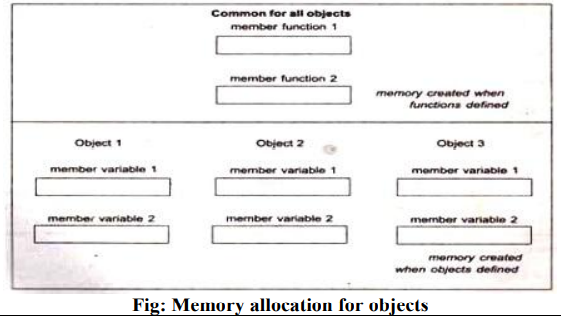 Common for all objects
member function 1
member function 2
memory created when
functions defined
Object 1
Object 2
Object 3
member variable 1
member variable 1
member variable 1
member variable 2
member variable 2
member variable 2
memory created
when objects defined
Fig: Memory allocation for objects